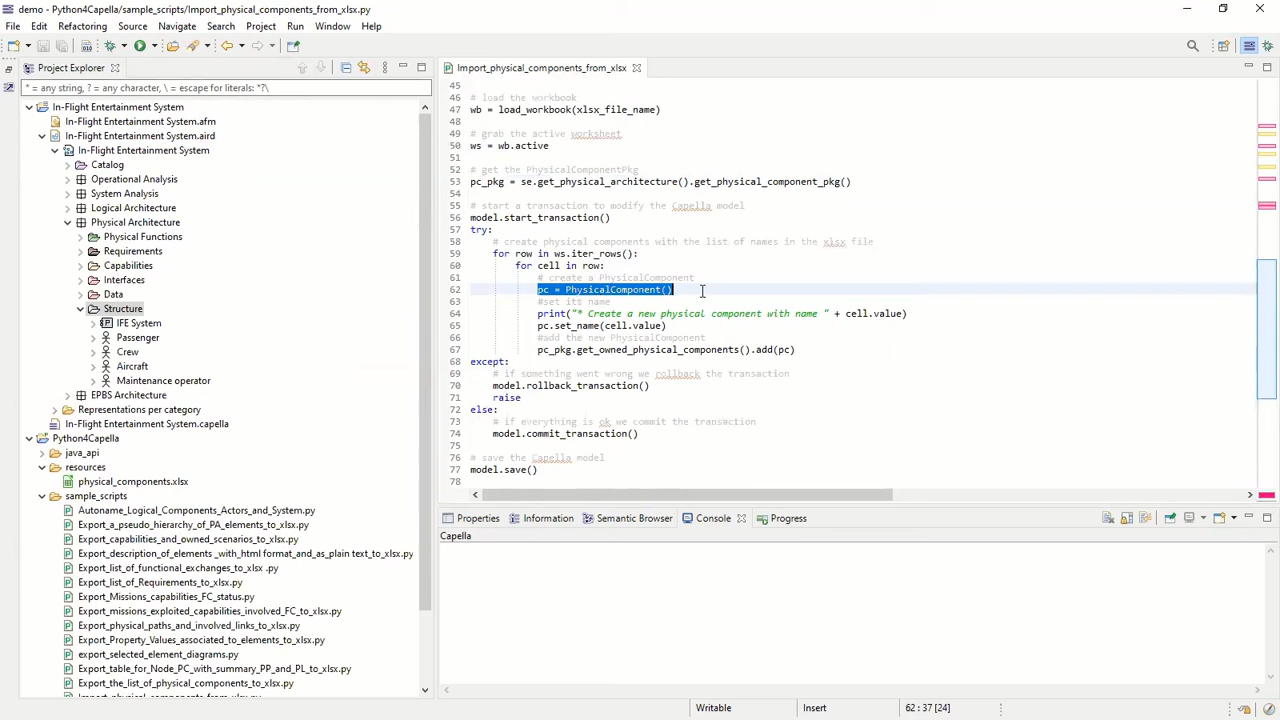 demo - Python4Capella/sample_scripts/Import_physical_components_from_xlsx.py
File Edit Refactoring Source Navigate Search Project Run Window Help
Project Explorer
* = any string, ? = any character, \ = escape for literals: *?\
In-Flight Entertainment System
In-Flight Entertainment System.afm
In-Flight Entertainment System.aird
In-Flight Entertainment System
Catalog
Operational Analysis
System Analysis
Logical Architecture
Physical Architecture
Physical Functions
Requirements
Capabilities
Interfaces
Data
Structure
IFE System
Passenger
Crew
Aircraft
Maintenance operator
EPBS Architecture
Representations per category
In-Flight Entertainment System.capella
Python4Capella
java_api
resources
physical_components.xlsx
sample_scripts
Autoname_Logical_Components_Actors_and_System.py
Export_a_pseudo_hierarchy_of_PA_elements_to_xlsx.py
Export_capabilities_and_owned_scenarios_to_xlsx.py
Export_description_of_elements _with_html format_and_as_plain text_to_xlsx.py
Export_list_of_functional_exchanges_to_xlsx .py
Export_list_of_Requirements_to_xlsx.py
Export_Missions_capabilities_FC_status.py
Export_missions_exploited_capabilities_involved_FC_to_xlsx.py
Export_physical_paths_and_involved_links_to_xlsx.py
Export_Property_Values_associated_to_elements_to_xlsx.py
export_selected_element_diagrams.py
Export_table_for_Node_PC_with_summary_PP_and_PL_to_xlsx.py
Export_the_list_of_physical_components_to_xlsx.py
Import_physical_components_from_xlsx.py
Import_physical_components_from_xlsx
45
46 # load the workbook
47 wb = load_workbook(xlsx_file_name)
48
49 # grab the active worksheet
50 ws = wb.active
51
52 # get the PhysicalComponentPkg
53 pc_pkg = se.get_physical_architecture().get_physical_component_pkg()
54
55 # start a transaction to modify the Capella model
56 model.start_transaction()
57 try:
58 # create physical components with the list of names in the xlsx file
59 for row in ws.iter_rows():
60 for cell in row:
61 # create a PhysicalComponent
62 pc = PhysicalComponent()
63 #set its name
64 print("* Create a new physical component with name " + cell.value)
65 pc.set_name(cell.value)
66 #add the new PhysicalComponent
67 pc_pkg.get_owned_physical_components().add(pc)
68 except:
69 # if something went wrong we rollback the transaction
70 model.rollback_transaction()
71 raise
72 else:
73 # if everything is ok we commit the transaction
74 model.commit_transaction()
75
76 # save the Capella model
77 model.save()
78
Properties Information Semantic Browser Console Progress
Capella
Writable Insert 62 : 37 [24]